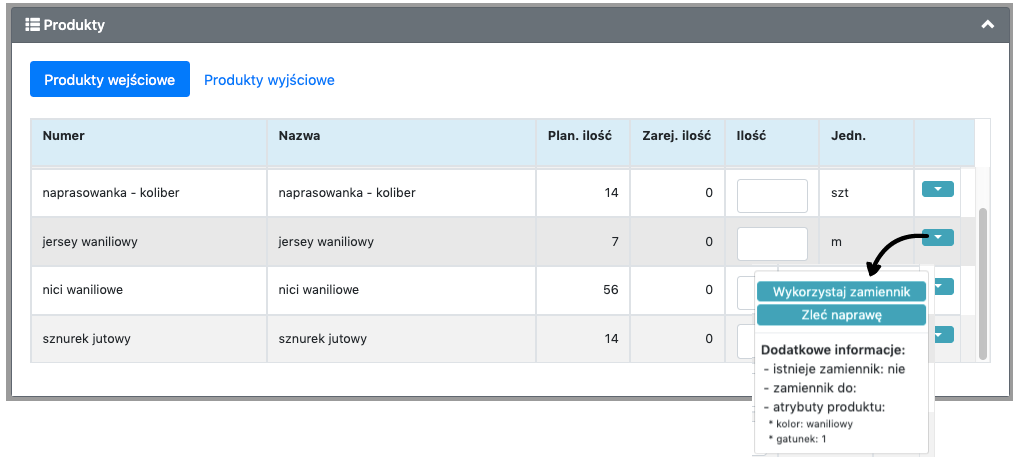 Produkty
Produkty wejściowe Produkty wyjściowe
Numer Nazwa Plan. ilość Zarej. ilość Ilość Jedn.
naprasowanka - koliber naprasowanka - koliber 14 0 szt
jersey waniliowy jersey waniliowy 7 0 m
nici waniliowe nici waniliowe 56 0
sznurek jutowy sznurek jutowy 14 0
Wykorzystaj zamiennik
Zleć naprawę
Dodatkowe informacje:
- istnieje zamiennik: nie
- zamiennik do:
- atrybuty produktu:
* kolor: waniliowy
* gatunek: 1